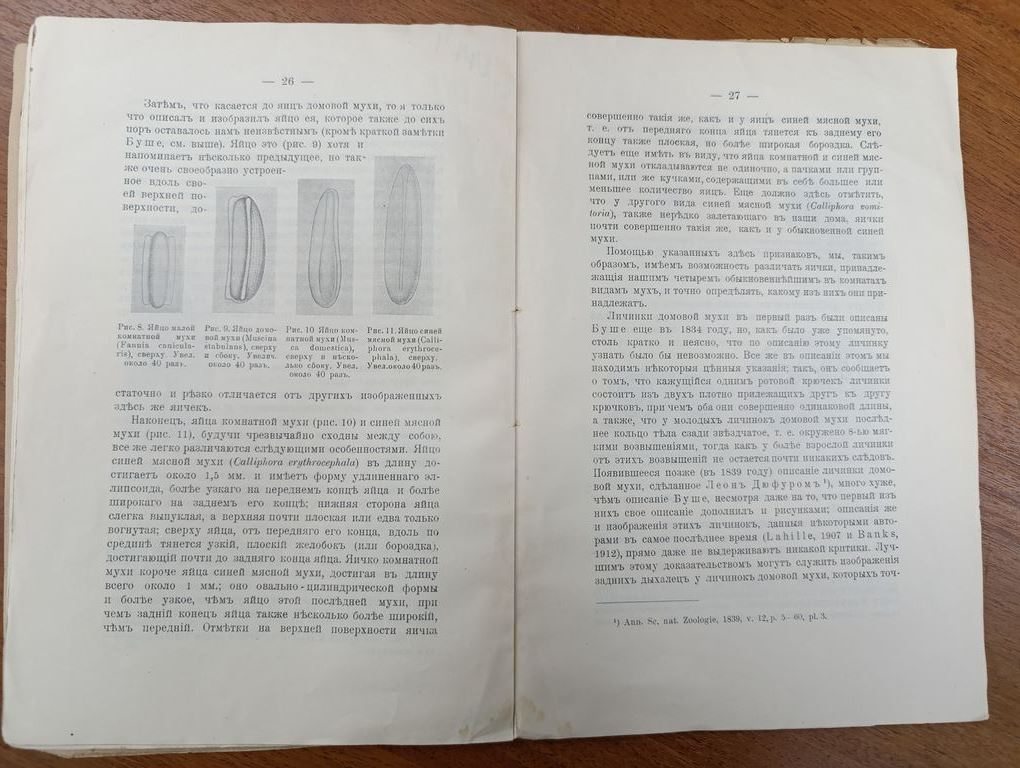 — 26 —
Затѣмъ, что касается до яицъ домовой мухи, то я только
что описалъ и изобразилъ яйцо ея, которое также до сихъ
поръ оставалось намъ неизвѣстнымъ (кромѣ краткой замѣтки
Буше, см. выше). Яйцо это (рис. 9) хотя и
напоминаетъ нѣсколько предыдущее, но так-
же очень своеобразно устроен-
ное вдоль сво-
ей верхней по-
верхности, до-
Рис. 8. Яйцо малой
комнатной мухи
(Fannia canicula-
ris), сверху. Увел.
около 40 разъ.
Рис. 9. Яйцо домо-
вой мухи (Muscina
stabulans), сверху
и сбоку. Увелич.
около 40 разъ.
Рис. 10 Яйцо ком-
натной мухи (Mus-
ca domestica),
сверху и нѣско-
лько сбоку. Увел.
около 40 разъ.
Рис. 11. Яйцо синей
мясной мухи (Calli-
phora erythroce-
phala), сверху.
Увел. около 40 разъ.
статочно и рѣзко отличается отъ другихъ изображенныхъ
здѣсь же яичекъ.
Наконецъ, яйца комнатной мухи (рис. 10) и синей мясной
мухи (рис. 11), будучи чрезвычайно сходны между собою,
все же легко различаются слѣдующими особенностями. Яйцо
синей мясной мухи (Calliphora erythrocephala) въ длину до-
стигаетъ около 1,5 мм. и имѣетъ форму удлиненнаго эл-
липсоида, болѣе узкаго на переднемъ концѣ яйца и болѣе
широкаго на заднемъ его концѣ; нижняя сторона яйца
слегка выпуклая, а верхняя почти плоская или едва только
вогнутая; сверху яйца, отъ передняго его конца, вдоль по
срединѣ тянется узкій, плоскій желобокъ (или бороздка),
достигающій почти до задняго конца яйца. Яичко комнатной
мухи короче яйца синей мясной мухи, достигая въ длину
всего около 1 мм.; оно овально-цилиндрической формы
и болѣе узкое, чѣмъ яйцо этой послѣдней мухи, при
чемъ задній конецъ яйца также нѣсколько болѣе широкій,
чѣмъ передній. Отмѣтки на верхней поверхности яичка
— 27 —
совершенно такія же, какъ и у яицъ синей мясной мухи,
т. е. отъ передняго конца яйца тянется къ заднему его
концу также плоская, но болѣе широкая бороздка. Слѣ-
дуетъ еще имѣть въ виду, что яйца комнатной и синей мяс-
ной мухи откладываются не одиночно, а пачками или груп-
пами, или же кучками, содержащими въ себѣ большее или
меньшее количество яицъ. Еще должно здѣсь отмѣтить,
что у другого вида синей мясной мухи (Calliphora vomi-
toria), также нерѣдко залетающаго въ наши дома, яички
почти совершенно такія же, какъ и у обыкновенной синей
мухи.
Помощью указанныхъ здѣсь признаковъ, мы, такимъ
образомъ, имѣемъ возможность различать яички, принадле-
жащія нашимъ четыремъ обыкновеннѣйшимъ въ комнатахъ
видамъ мухъ, и точно опредѣлять, какому изъ нихъ они при-
надлежатъ.
Личинки домовой мухи въ первый разъ были описаны
Буше еще въ 1834 году, но, какъ было уже упомянуто,
столь кратко и неясно, что по описанію этому личинку
узнать было бы невозможно. Все же въ описаніи этомъ мы
находимъ нѣкоторыя цѣнныя указанія; такъ, онъ сообщаетъ
о томъ, что кажущійся однимъ ротовой крючекъ личинки
состоитъ изъ двухъ плотно прилежащихъ другъ къ другу
крючковъ, при чемъ оба они совершенно одинаковой длины,
а также, что у молодыхъ личинокъ домовой мухи послѣд-
нее кольцо тѣла сзади звѣздчатое, т. е. окружено 8-ью мяг-
кими возвышеніями, тогда какъ у болѣе взрослой личинки
отъ этихъ возвышеній не остается почти никакихъ слѣдовъ.
Появившееся позже (въ 1839 году) описаніе личинки домо-
вой мухи, сдѣланное Леонъ Дюфуромъ ¹), много хуже,
чѣмъ описаніе Буше, несмотря даже на то, что первый изъ
нихъ свое описаніе дополнилъ и рисунками; описанія же
и изображенія этихъ личинокъ, данныя нѣкоторыми авто-
рами въ самое послѣднее время (Lahille, 1907 и Banks,
1912), прямо даже не выдерживаютъ никакой критики. Луч-
шимъ этому доказательствомъ могутъ служить изображенія
заднихъ дыхалецъ у личинокъ домовой мухи, которыхъ точ-
¹) Ann. Sc, nat. Zoologie, 1839, v. 12, p. 5—60, pl. 3.